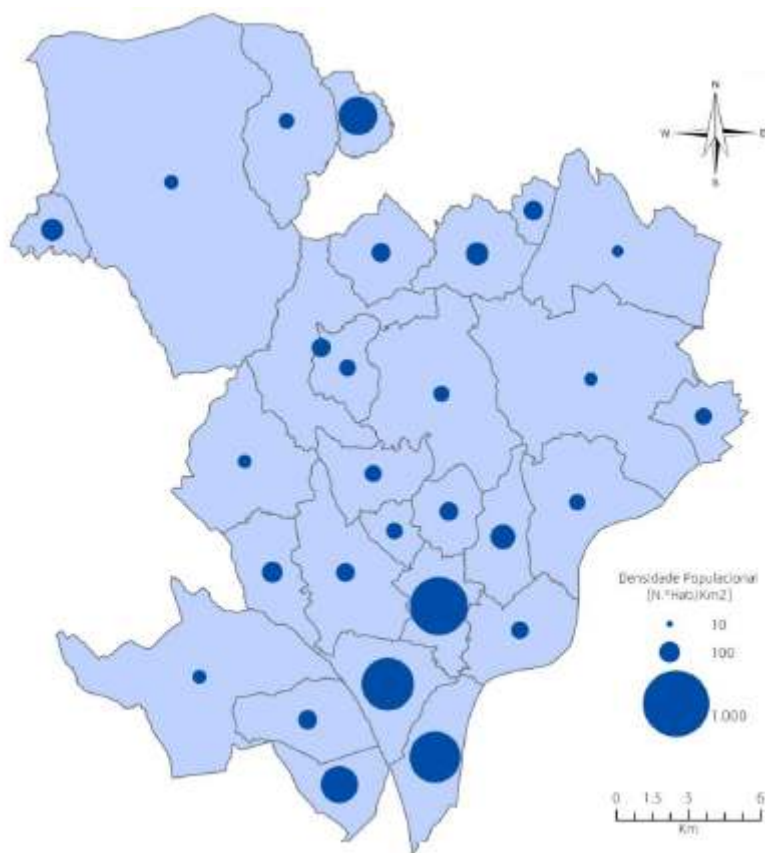 N
W E
S
Densidade Populacional
(N.º Hab/Km2)
10
100
1.000
0 1.5 3 6
Km